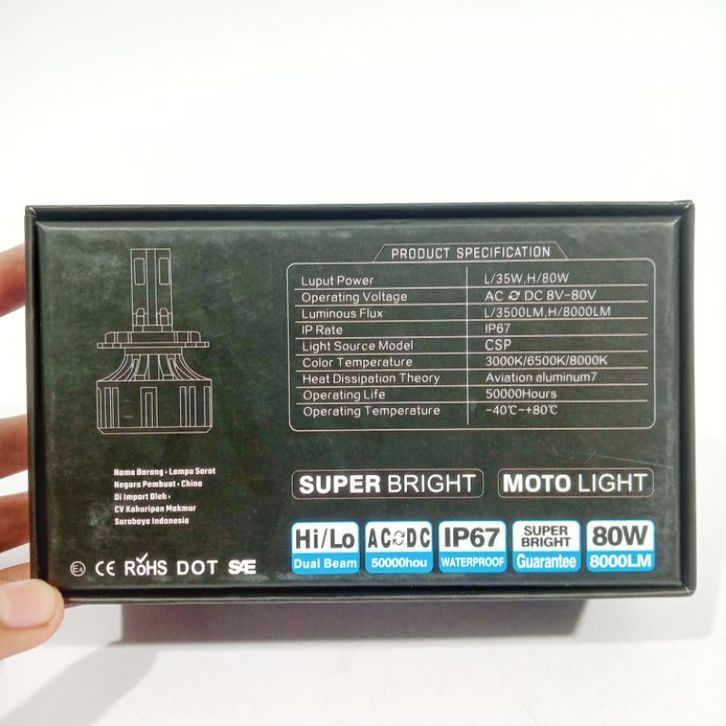 PRODUCT SPECIFICATION
Luput Power L/35W,H/80W
Operating Voltage AC DC 8V-80V
Luminous Flux L/3500LM,H/8000LM
IP Rate IP67
Light Source Model CSP
Color Temperature 3000K/6500K/8000K
Heat Dissipation Theory Aviation aluminum7
Operating Life 50000Hours
Operating Temperature -40℃~+80℃
Nama Barang : Lampu Sorot
Negara Pembuat : China
Di Import Oleh :
CV Kahuripan Makmur
Surabaya Indonesia
SUPER BRIGHT
MOTO LIGHT
Hi/Lo
Dual Beam
AC DC
50000hou
IP67
WATERPROOF
SUPER
BRIGHT
Guarantee
80W
8000LM
E4 CE RoHS DOT SAE